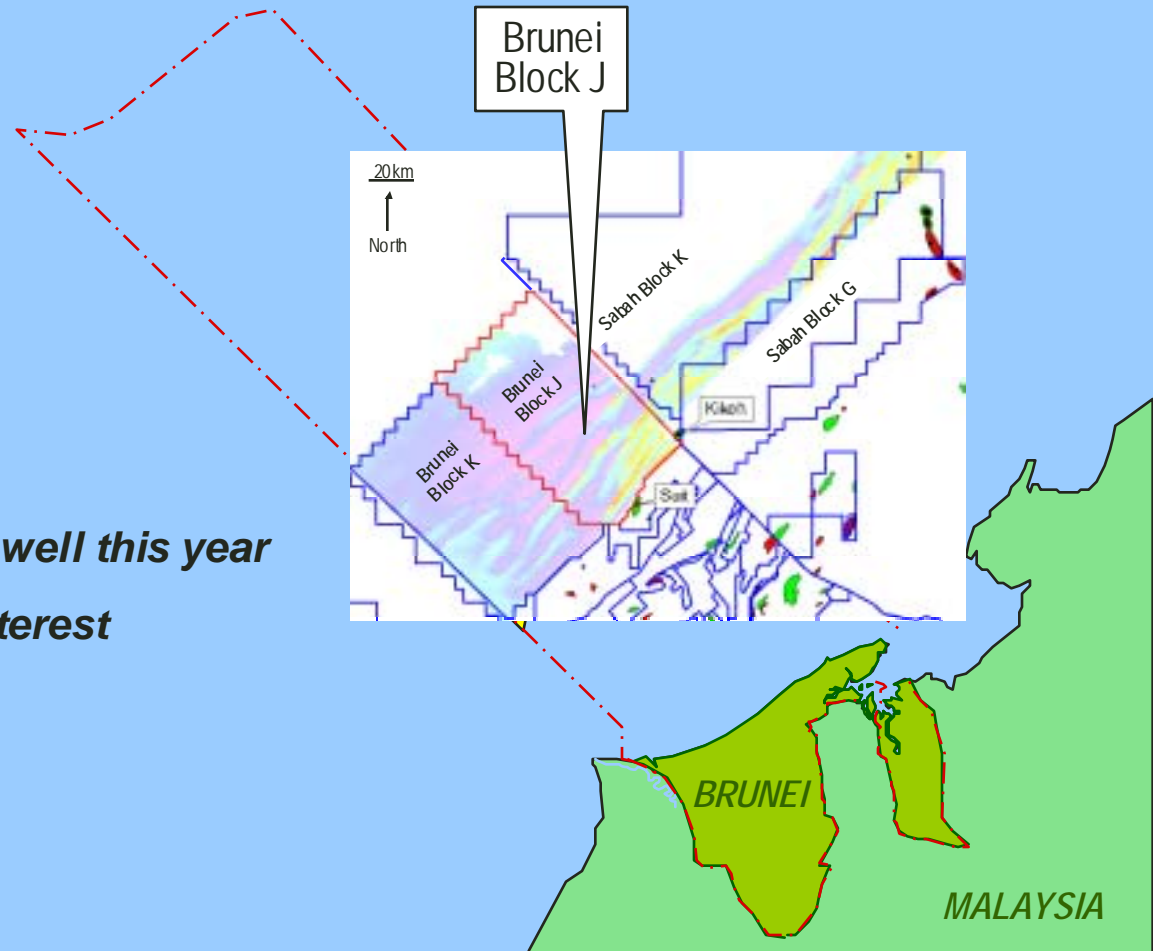 Brunei
Block J
20km
North
Sabah Block K
Sabah Block G
Brunei
Block J
Kikeh
Brunei
Block K
well this year
terest
BRUNEI
MALAYSIA